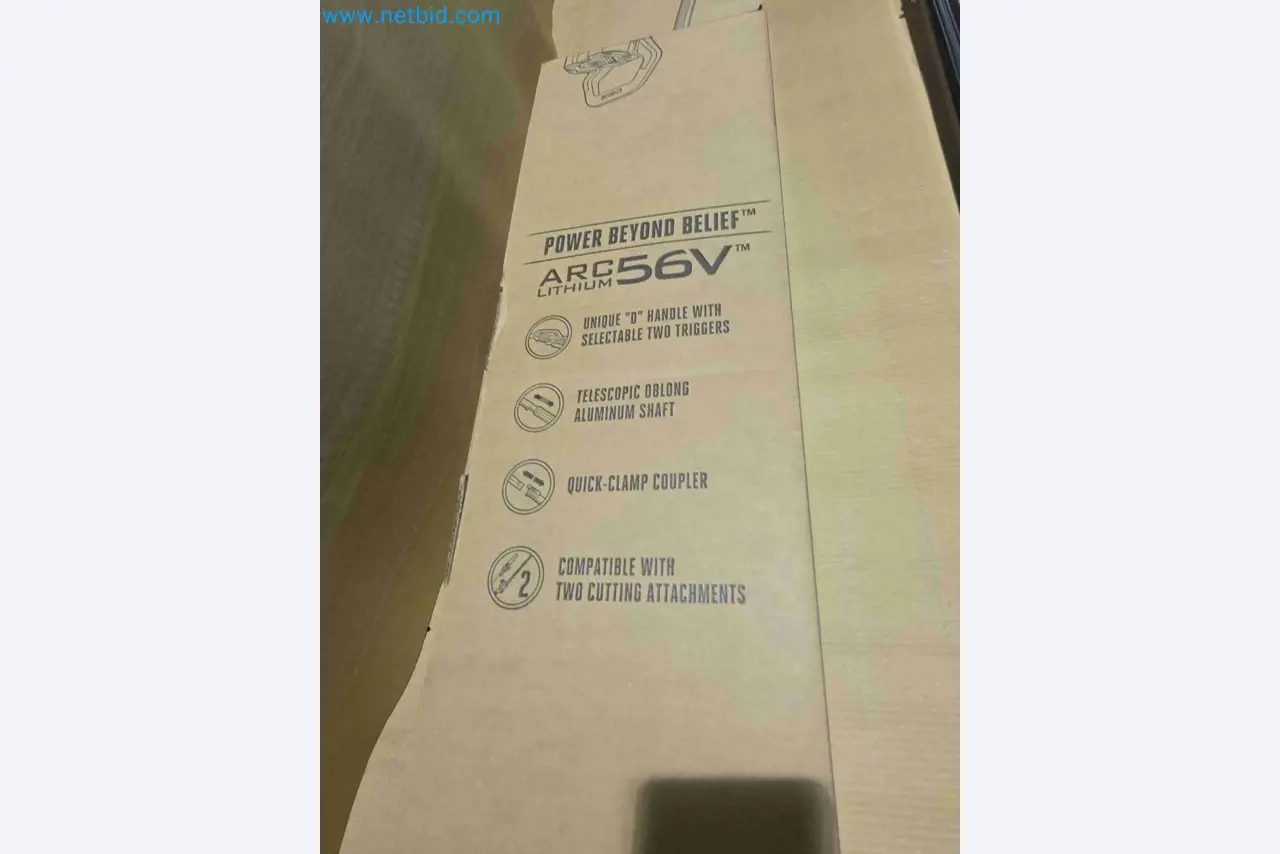 www.netbid.com
POWER BEYOND BELIEF™
ARC
LITHIUM 56V™
UNIQUE "D" HANDLE WITH
SELECTABLE TWO TRIGGERS
TELESCOPIC OBLONG
ALUMINUM SHAFT
QUICK-CLAMP COUPLER
2
COMPATIBLE WITH
TWO CUTTING ATTACHMENTS